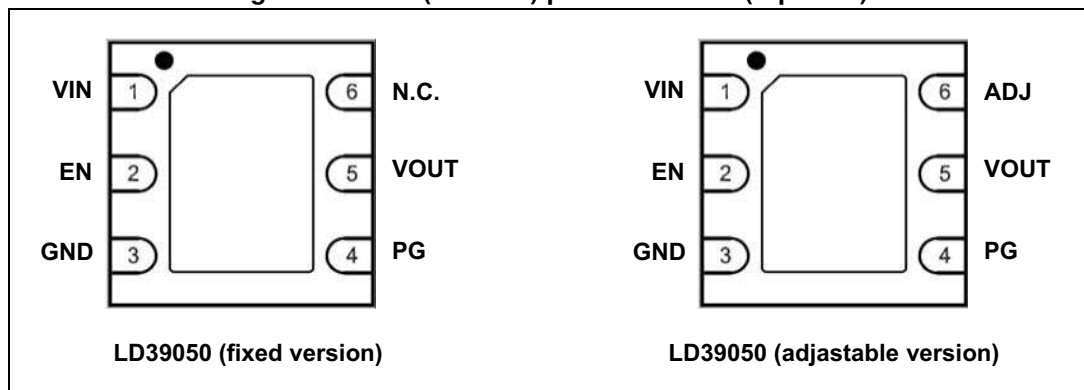 VIN 1 6 N.C.
EN 2 5 VOUT
GND 3 4 PG
LD39050 (fixed version)
VIN 1 6 ADJ
EN 2 5 VOUT
GND 3 4 PG
LD39050 (adjastable version)